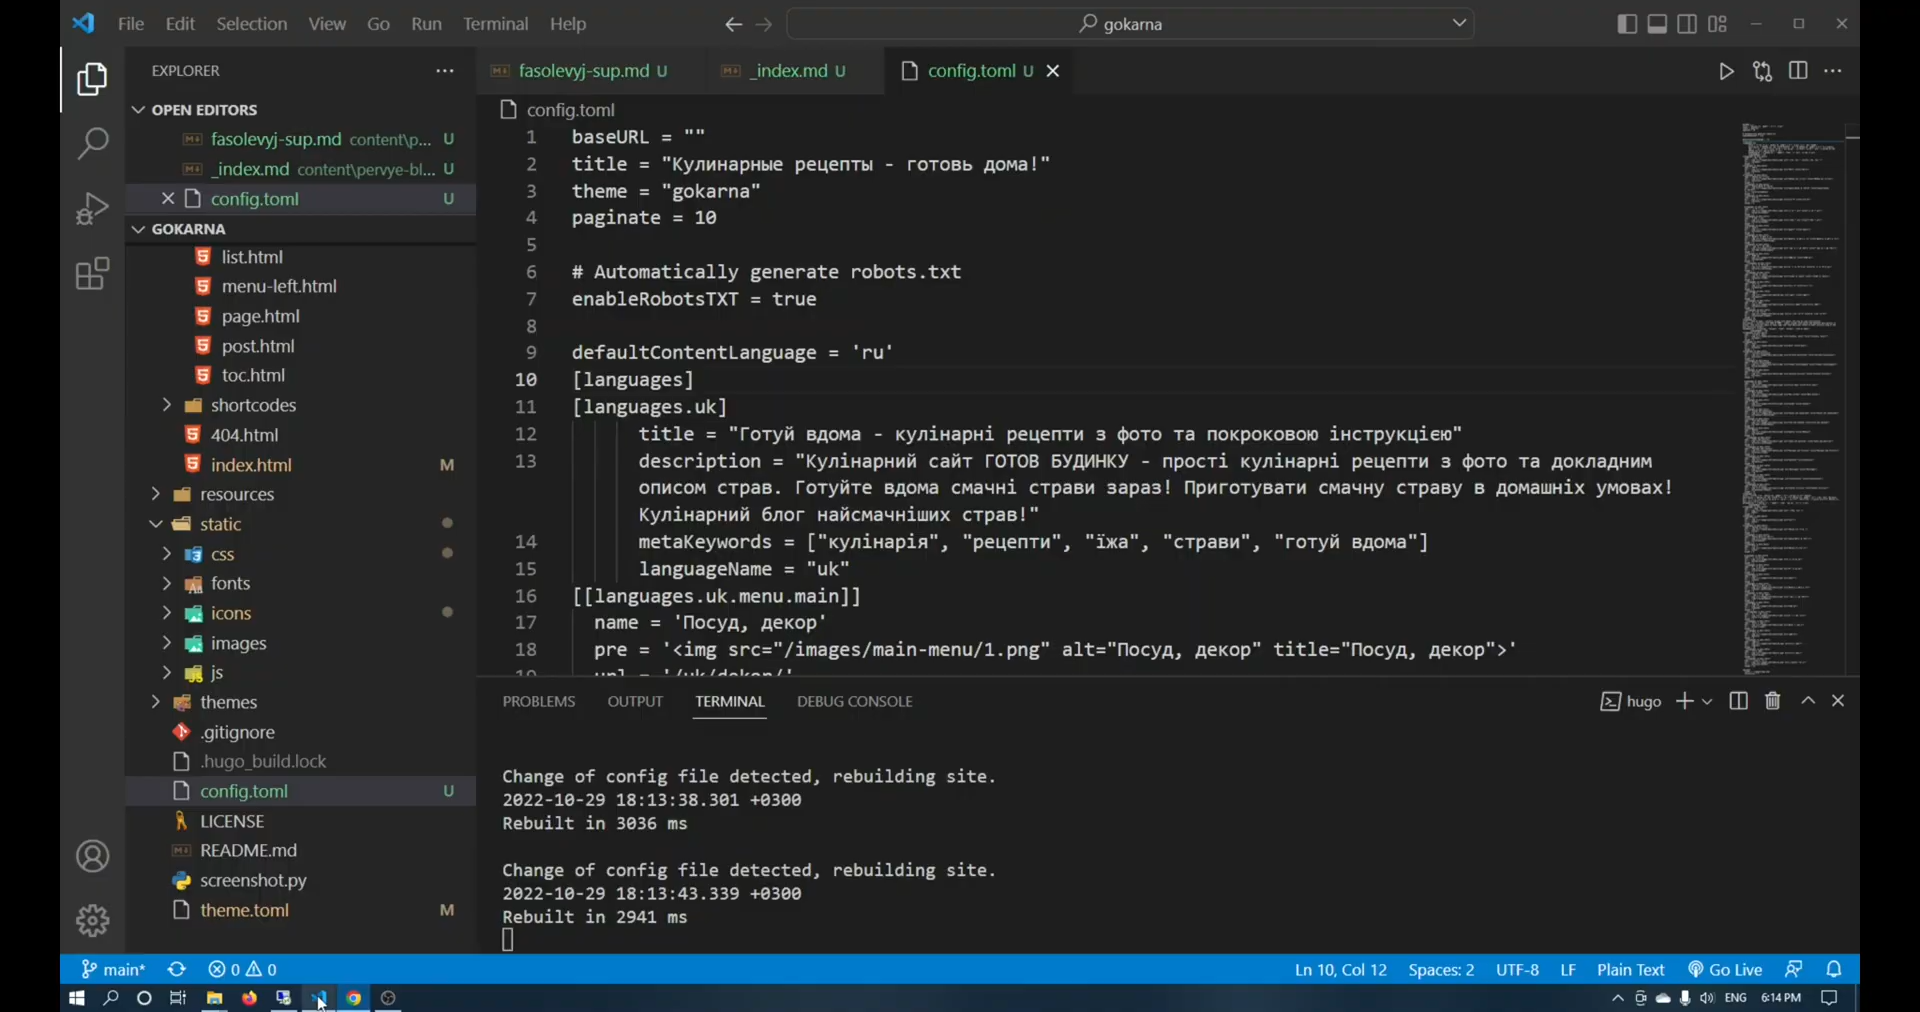 File Edit Selection View Go Run Terminal Help
gokarna
EXPLORER
OPEN EDITORS
fasolevyj-sup.md content\p... U
_index.md content\pervye-bl... U
config.toml U
GOKARNA
list.html
menu-left.html
page.html
post.html
toc.html
shortcodes
404.html
index.html M
resources
static
css
fonts
icons
images
js
themes
.gitignore
.hugo_build.lock
config.toml U
LICENSE
README.md
screenshot.py
theme.toml M
fasolevyj-sup.md U
_index.md U
config.toml U
config.toml
1 baseURL = ""
2 title = "Кулинарные рецепты - готовь дома!"
3 theme = "gokarna"
4 paginate = 10
5
6 # Automatically generate robots.txt
7 enableRobotsTXT = true
8
9 defaultContentLanguage = 'ru'
10 [languages]
11 [languages.uk]
12 title = "Готуй вдома - кулінарні рецепти з фото та покроковою інструкцією"
13 description = "Кулінарний сайт ГОТОВ БУДИНКУ - прості кулінарні рецепти з фото та докладним
описом страв. Готуйте вдома смачні страви зараз! Приготувати смачну страву в домашніх умовах!
Кулінарний блог найсмачніших страв!"
14 metaKeywords = ["кулінарія", "рецепти", "їжа", "страви", "готуй вдома"]
15 languageName = "uk"
16 [[languages.uk.menu.main]]
17 name = 'Посуд, декор'
18 pre = '<img src="/images/main-menu/1.png" alt="Посуд, декор" title="Посуд, декор">'
19 url = '/uk/dekor/'
PROBLEMS OUTPUT TERMINAL DEBUG CONSOLE
hugo
Change of config file detected, rebuilding site.
2022-10-29 18:13:38.301 +0300
Rebuilt in 3036 ms
Change of config file detected, rebuilding site.
2022-10-29 18:13:43.339 +0300
Rebuilt in 2941 ms
main* 0 0
Ln 10, Col 12 Spaces: 2 UTF-8 LF Plain Text Go Live
ENG 6:14 PM